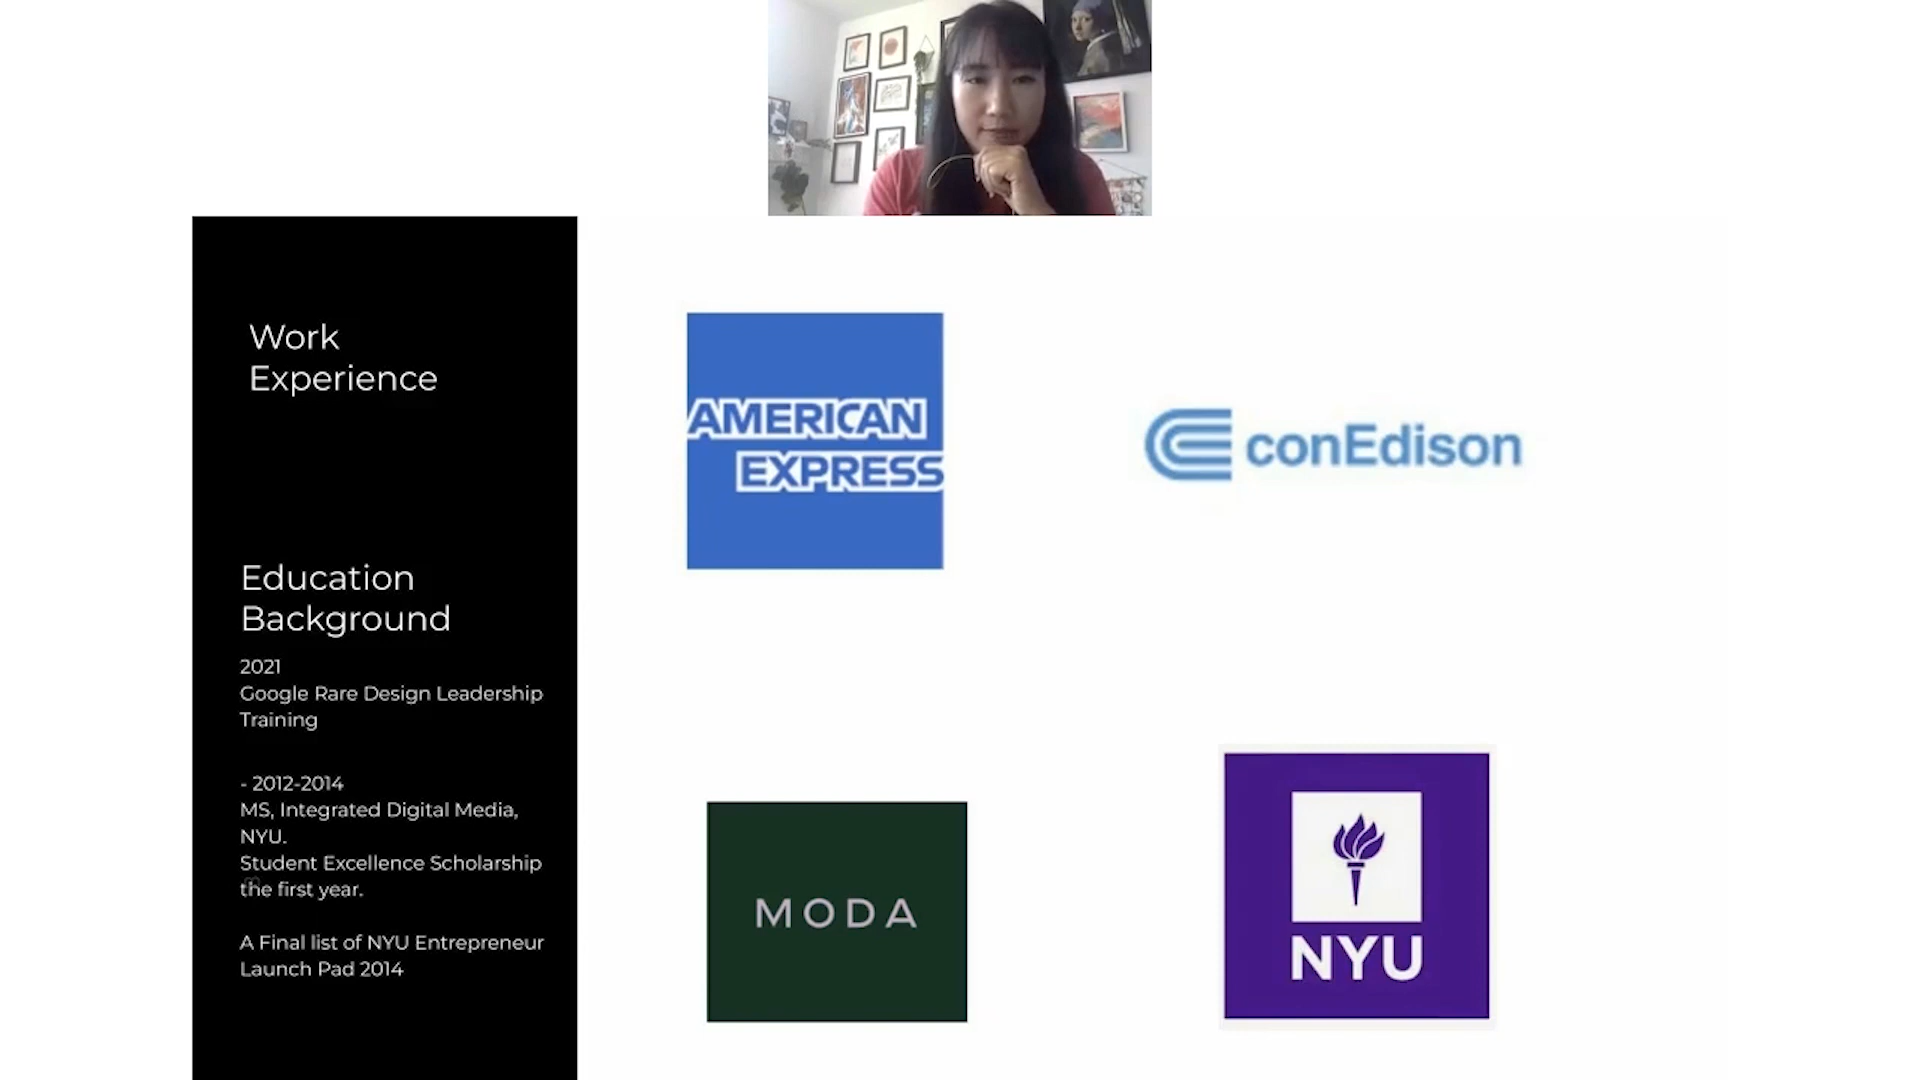 Work
Experience
AMERICAN
EXPRESS
conEdison
Education
Background
2021
Google Rare Design Leadership
Training
- 2012-2014
MS, Integrated Digital Media,
NYU.
Student Excellence Scholarship
the first year.
A Final list of NYU Entrepreneur
Launch Pad 2014
MODA
NYU